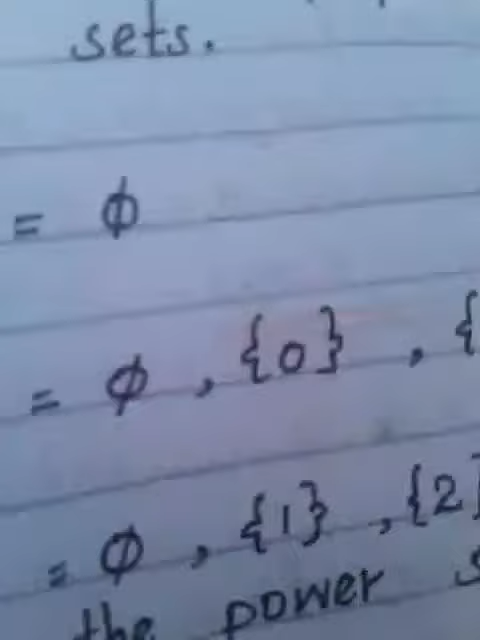 sets.
= φ
= φ , {0} , {
= φ , {1} , {2}
the power s